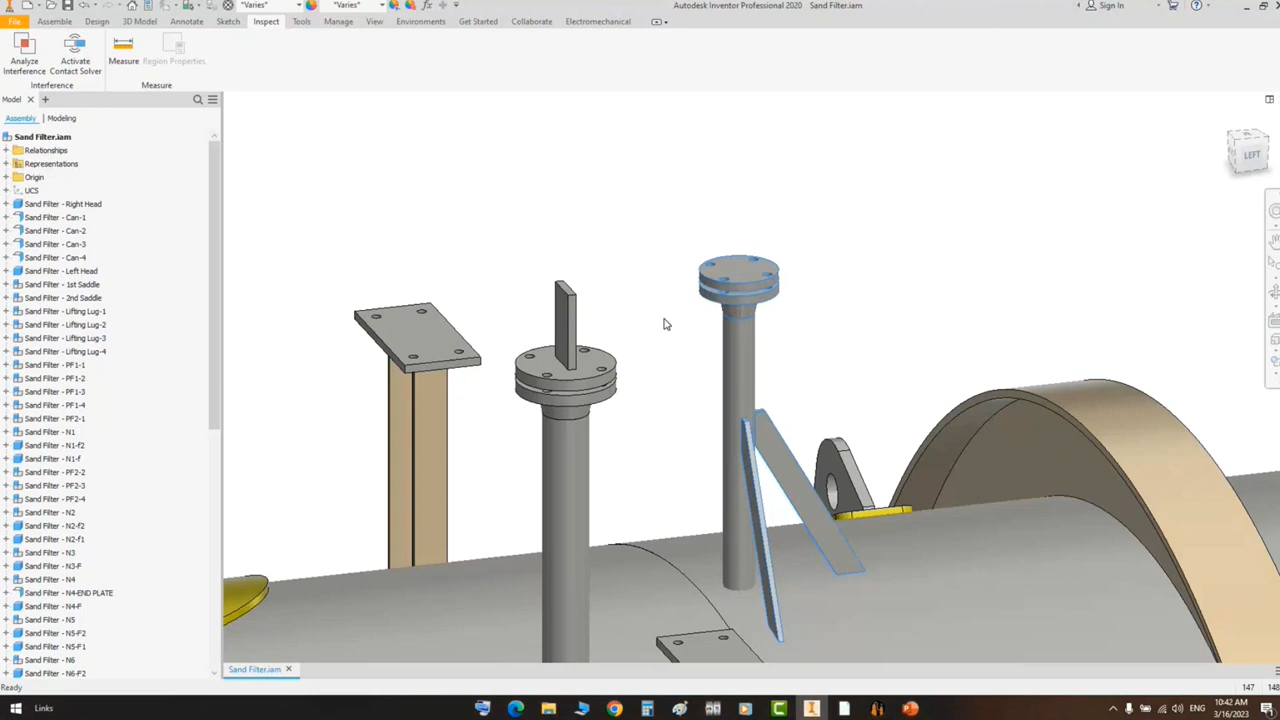 *Varies*
*Varies*
Autodesk Inventor Professional 2020 Sand Filter.iam
Sign In
File Assemble Design 3D Model Annotate Sketch Inspect Tools Manage View Environments Get Started Collaborate Electromechanical
Analyze Interference
Activate Contact Solver
Measure
Region Properties
Interference
Measure
Model
Assembly Modeling
Sand Filter.iam
Relationships
Representations
Origin
UCS
Sand Filter - Right Head
Sand Filter - Can-1
Sand Filter - Can-2
Sand Filter - Can-3
Sand Filter - Can-4
Sand Filter - Left Head
Sand Filter - 1st Saddle
Sand Filter - 2nd Saddle
Sand Filter - Lifting Lug-1
Sand Filter - Lifting Lug-2
Sand Filter - Lifting Lug-3
Sand Filter - Lifting Lug-4
Sand Filter - PF1-1
Sand Filter - PF1-2
Sand Filter - PF1-3
Sand Filter - PF1-4
Sand Filter - PF2-1
Sand Filter - N1
Sand Filter - N1-f2
Sand Filter - N1-f
Sand Filter - PF2-2
Sand Filter - PF2-3
Sand Filter - PF2-4
Sand Filter - N2
Sand Filter - N2-f2
Sand Filter - N2-f1
Sand Filter - N3
Sand Filter - N3-F
Sand Filter - N4
Sand Filter - N4-END PLATE
Sand Filter - N4-F
Sand Filter - N5
Sand Filter - N5-F2
Sand Filter - N5-F1
Sand Filter - N6
Sand Filter - N6-F2
LEFT
Sand Filter.iam
Ready
147 148
Links
ENG
10:42 AM
3/16/2023